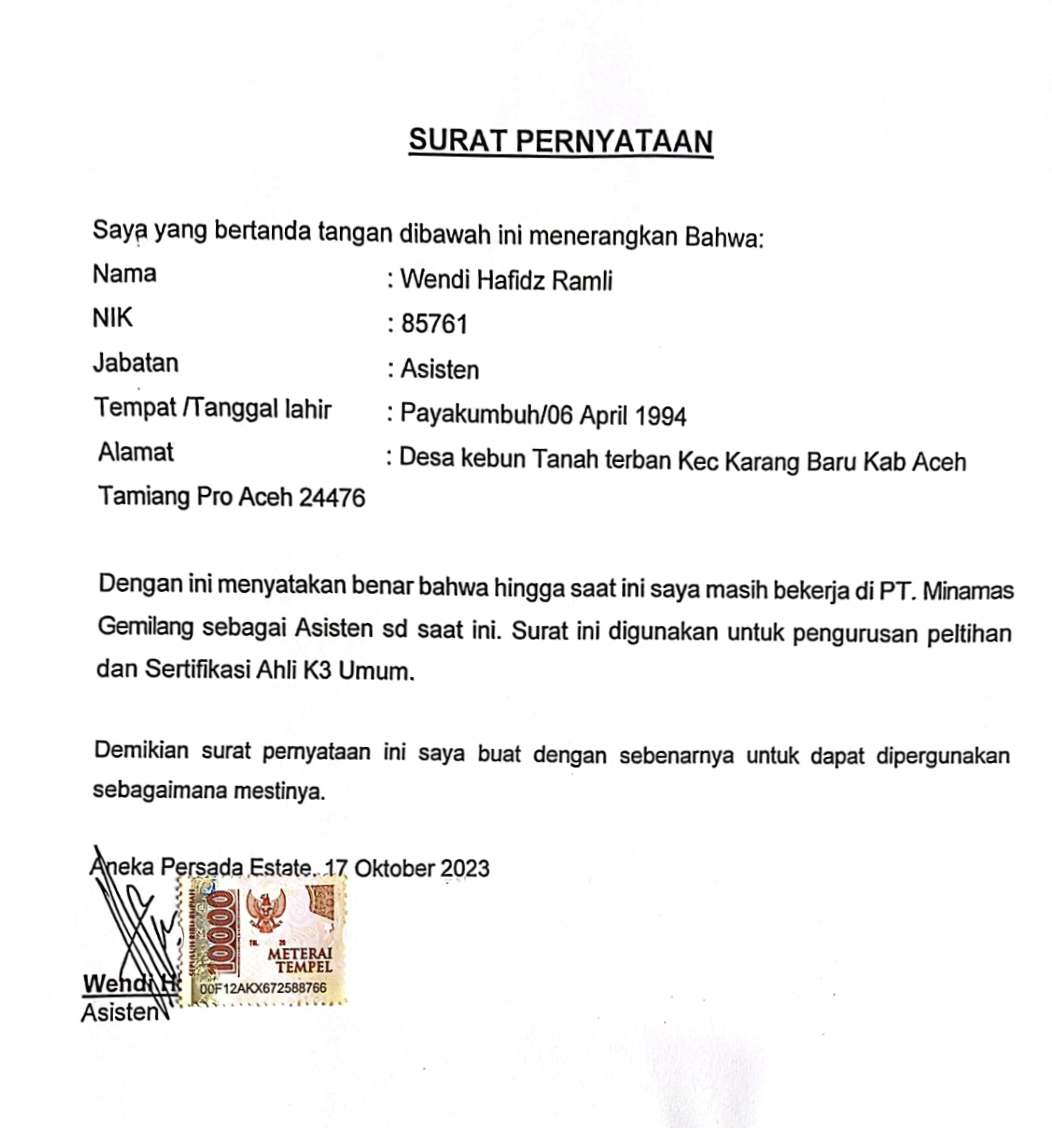 SURAT PERNYATAAN
Saya yang bertanda tangan dibawah ini menerangkan Bahwa:
Nama : Wendi Hafidz Ramli
NIK : 85761
Jabatan : Asisten
Tempat /Tanggal lahir : Payakumbuh/06 April 1994
Alamat : Desa kebun Tanah terban Kec Karang Baru Kab Aceh
Tamiang Pro Aceh 24476
Dengan ini menyatakan benar bahwa hingga saat ini saya masih bekerja di PT. Minamas
Gemilang sebagai Asisten sd saat ini. Surat ini digunakan untuk pengurusan peltihan
dan Sertifikasi Ahli K3 Umum.
Demikian surat pernyataan ini saya buat dengan sebenarnya untuk dapat dipergunakan
sebagaimana mestinya.
Aneka Persada Estate, 17 Oktober 2023
SEPULUH RIBU RUPIAH
10000
TGL. 20
METERAI
TEMPEL
00F12AKX672588766
Wendi H
Asisten